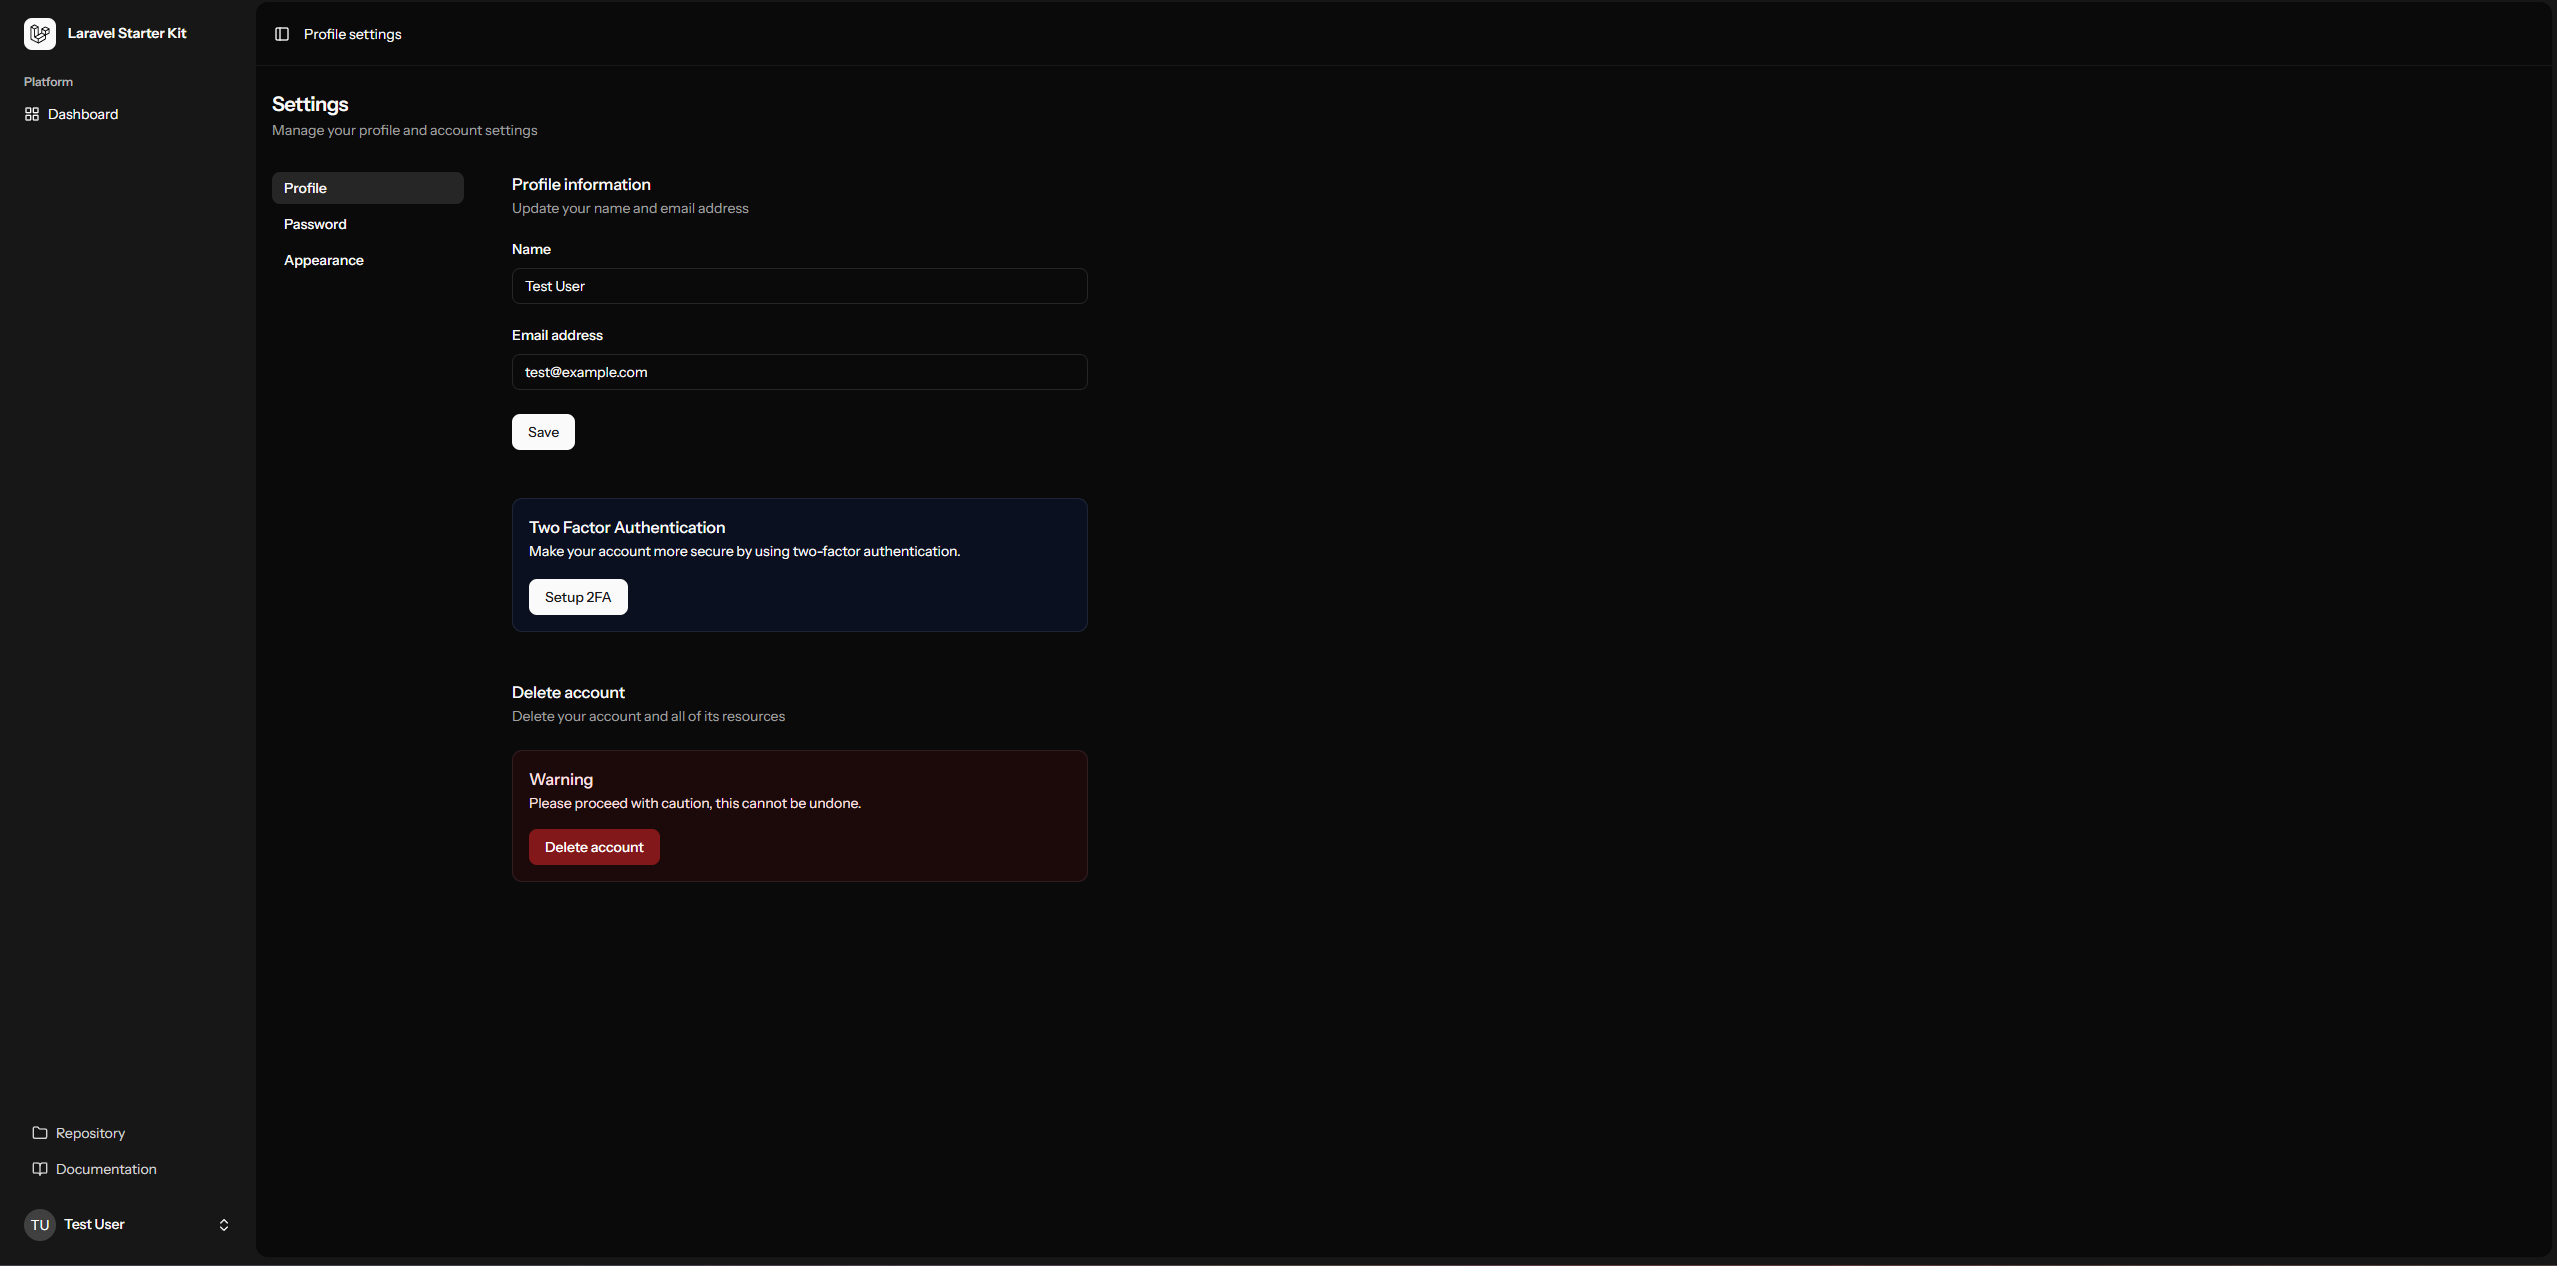 Laravel Starter Kit
Platform
Dashboard
Repository
Documentation
TU
Test User
Profile settings
Settings
Manage your profile and account settings
Profile
Password
Appearance
Profile information
Update your name and email address
Name
Test User
Email address
test@example.com
Save
Two Factor Authentication
Make your account more secure by using two-factor authentication.
Setup 2FA
Delete account
Delete your account and all of its resources
Warning
Please proceed with caution, this cannot be undone.
Delete account